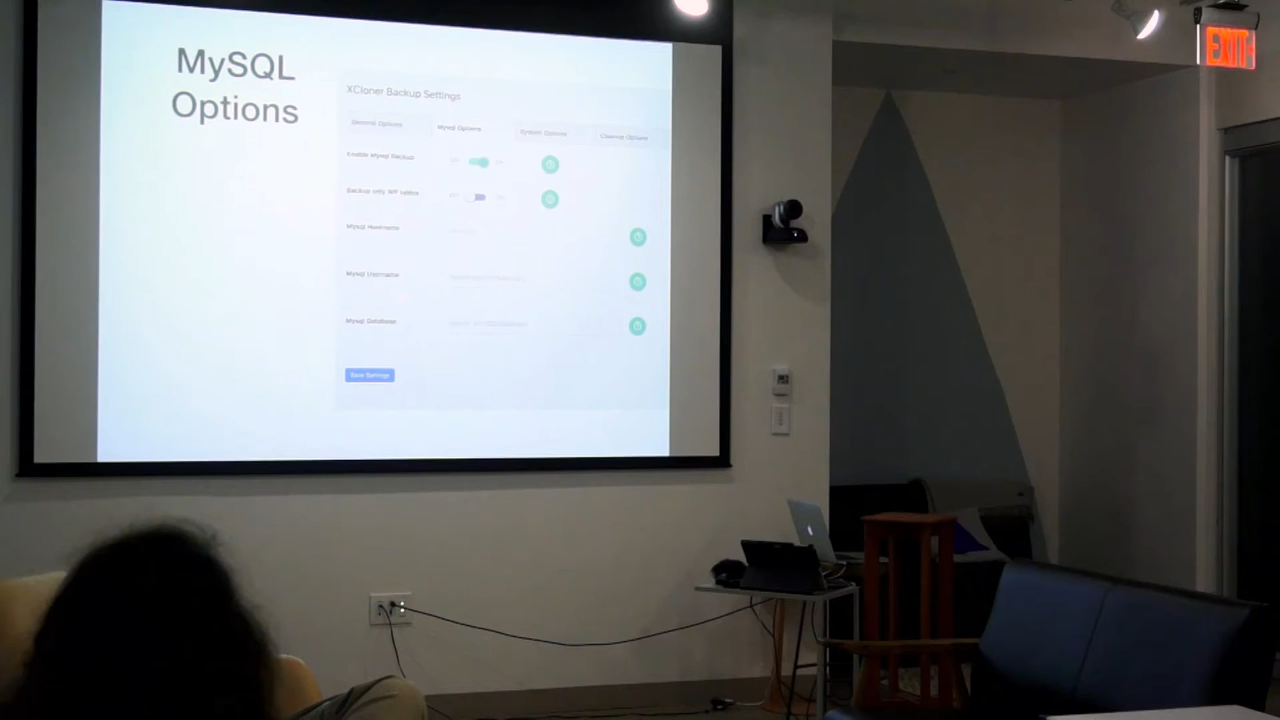 MySQL
Options
XCloner Backup Settings
General Options
Mysql Options
System Options
Cleanup Options
Enable Mysql Backup
Backup only WP tables
Mysql Hostname
Mysql Username
Mysql Database
Save Settings
EXIT